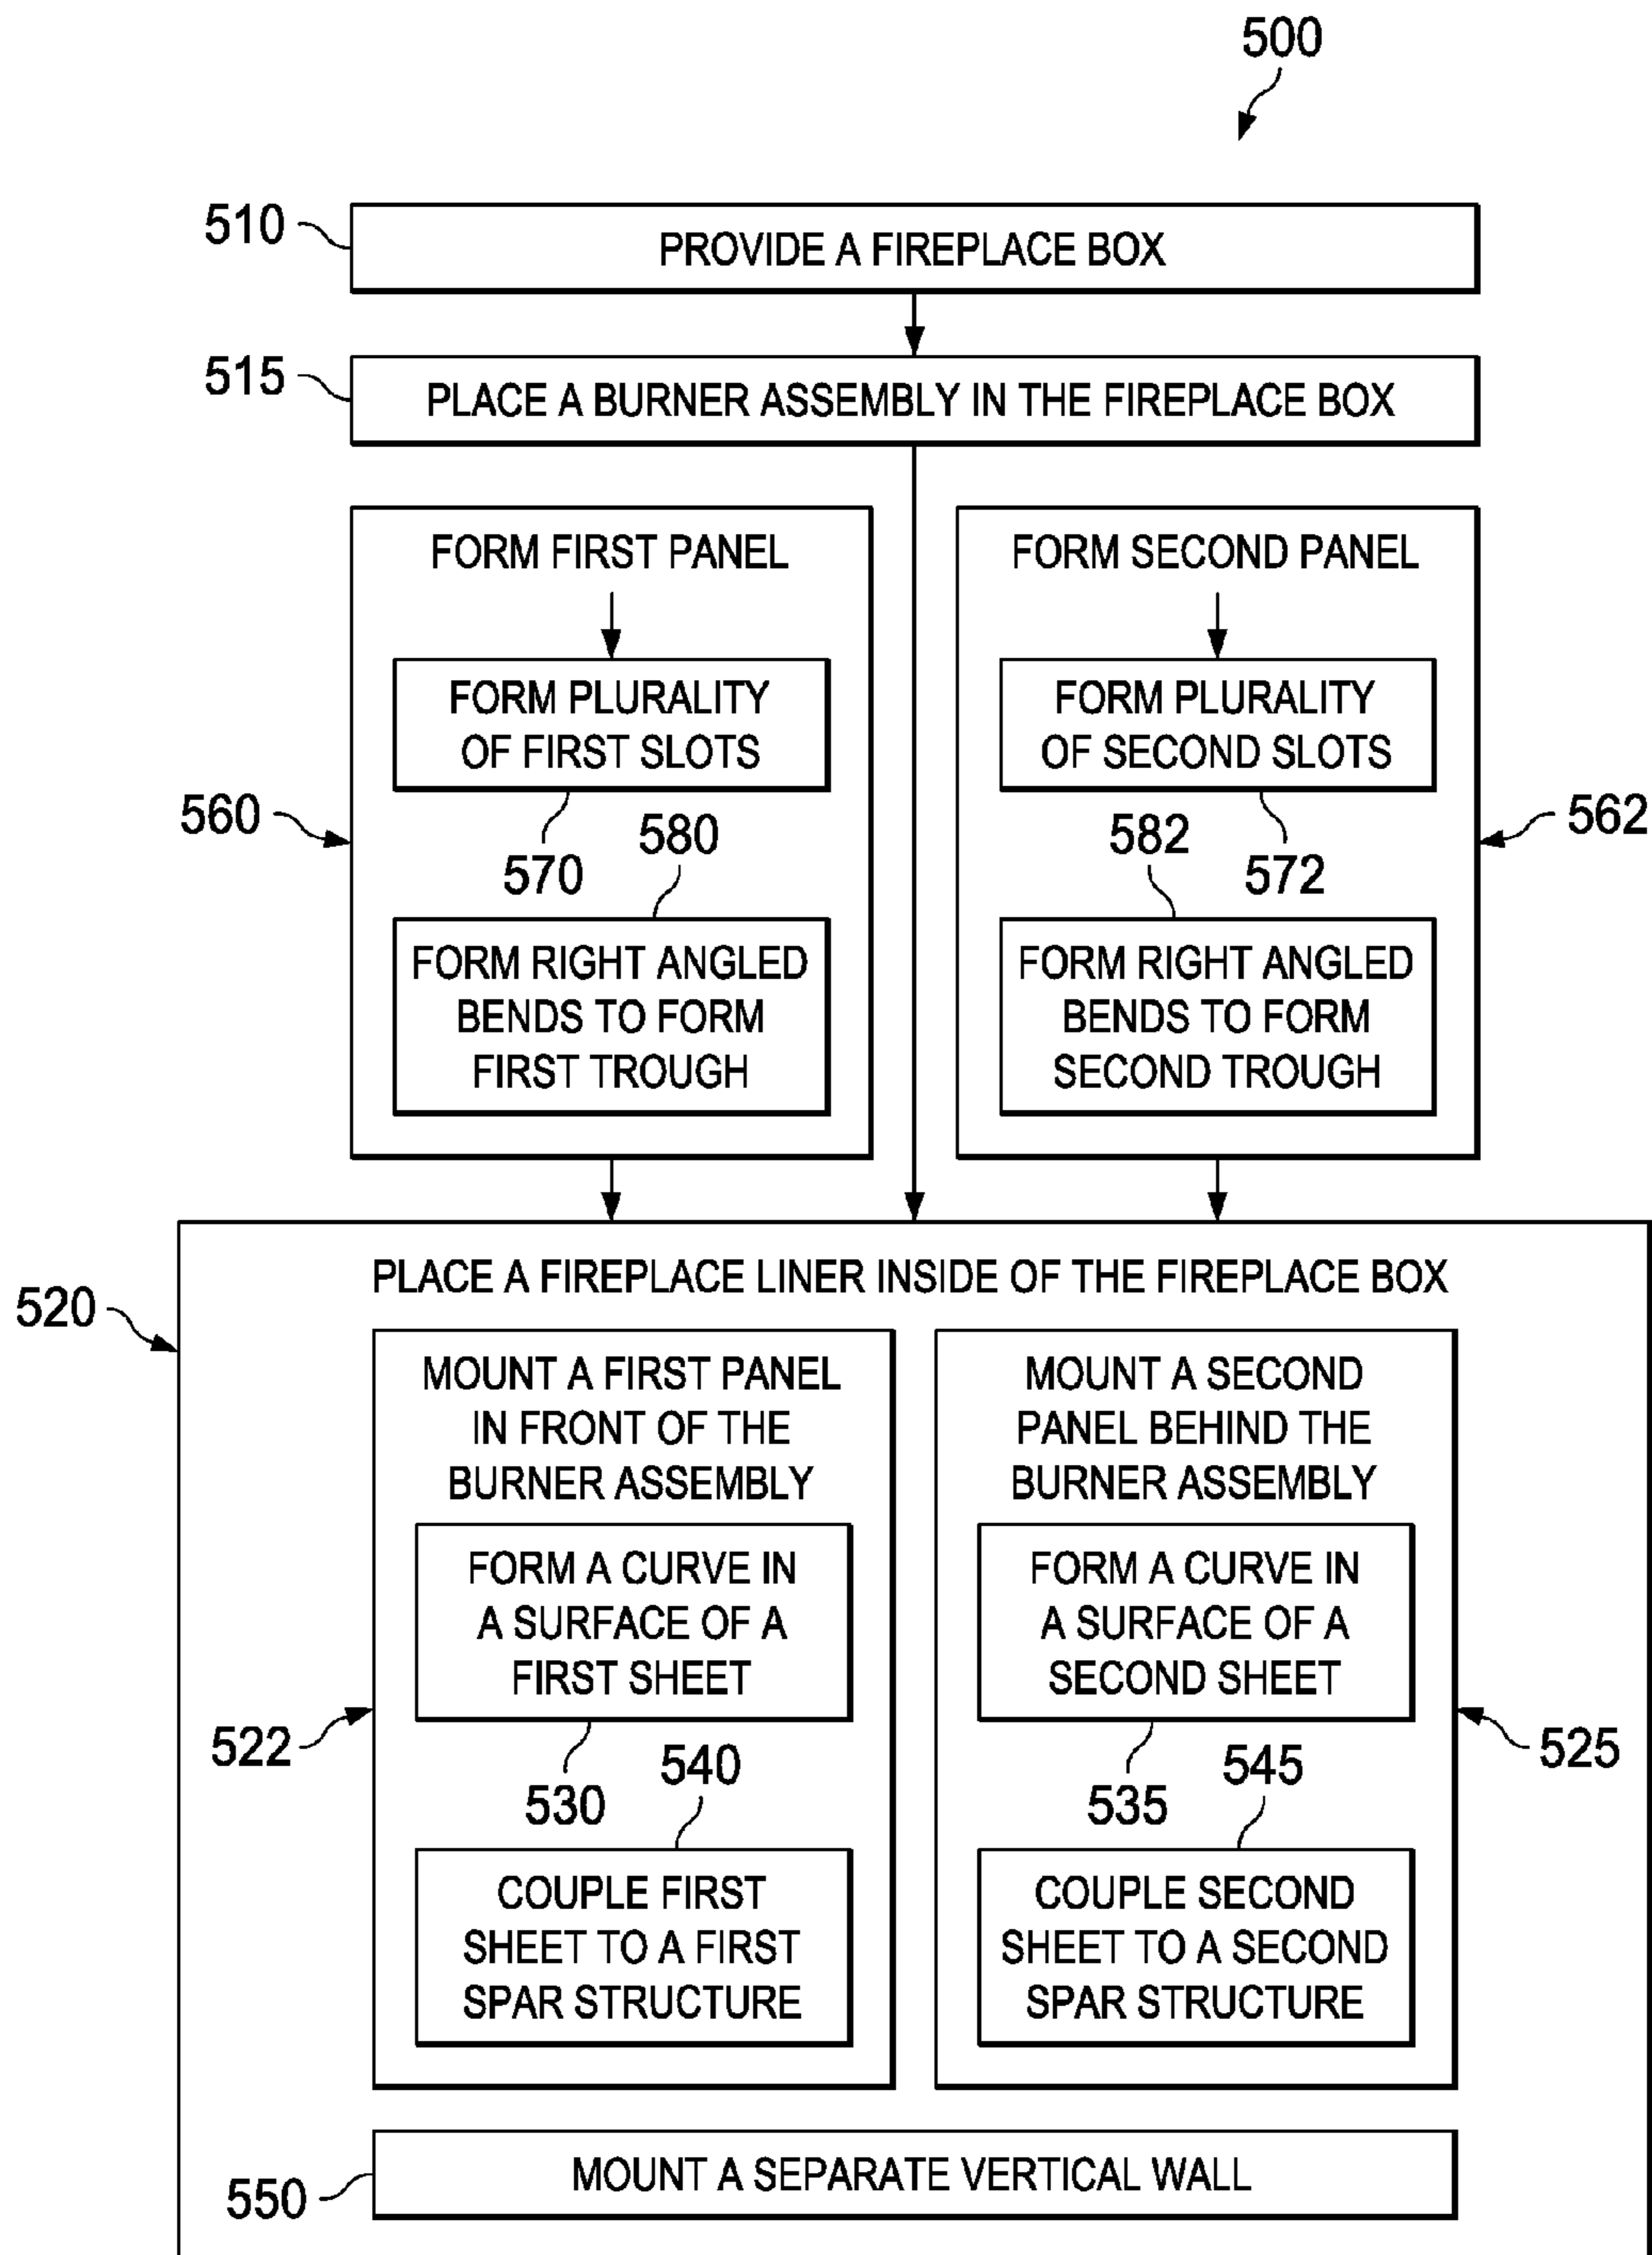 500
510
PROVIDE A FIREPLACE BOX
515
PLACE A BURNER ASSEMBLY IN THE FIREPLACE BOX
FORM FIRST PANEL
FORM PLURALITY
OF FIRST SLOTS
560
570
580
FORM RIGHT ANGLED
BENDS TO FORM
FIRST TROUGH
FORM SECOND PANEL
FORM PLURALITY
OF SECOND SLOTS
582
572
562
FORM RIGHT ANGLED
BENDS TO FORM
SECOND TROUGH
PLACE A FIREPLACE LINER INSIDE OF THE FIREPLACE BOX
520
MOUNT A FIRST PANEL
IN FRONT OF THE
BURNER ASSEMBLY
FORM A CURVE IN
A SURFACE OF A
FIRST SHEET
522
530
540
COUPLE FIRST
SHEET TO A FIRST
SPAR STRUCTURE
MOUNT A SECOND
PANEL BEHIND THE
BURNER ASSEMBLY
FORM A CURVE IN
A SURFACE OF A
SECOND SHEET
535
545
525
COUPLE SECOND
SHEET TO A SECOND
SPAR STRUCTURE
550
MOUNT A SEPARATE VERTICAL WALL